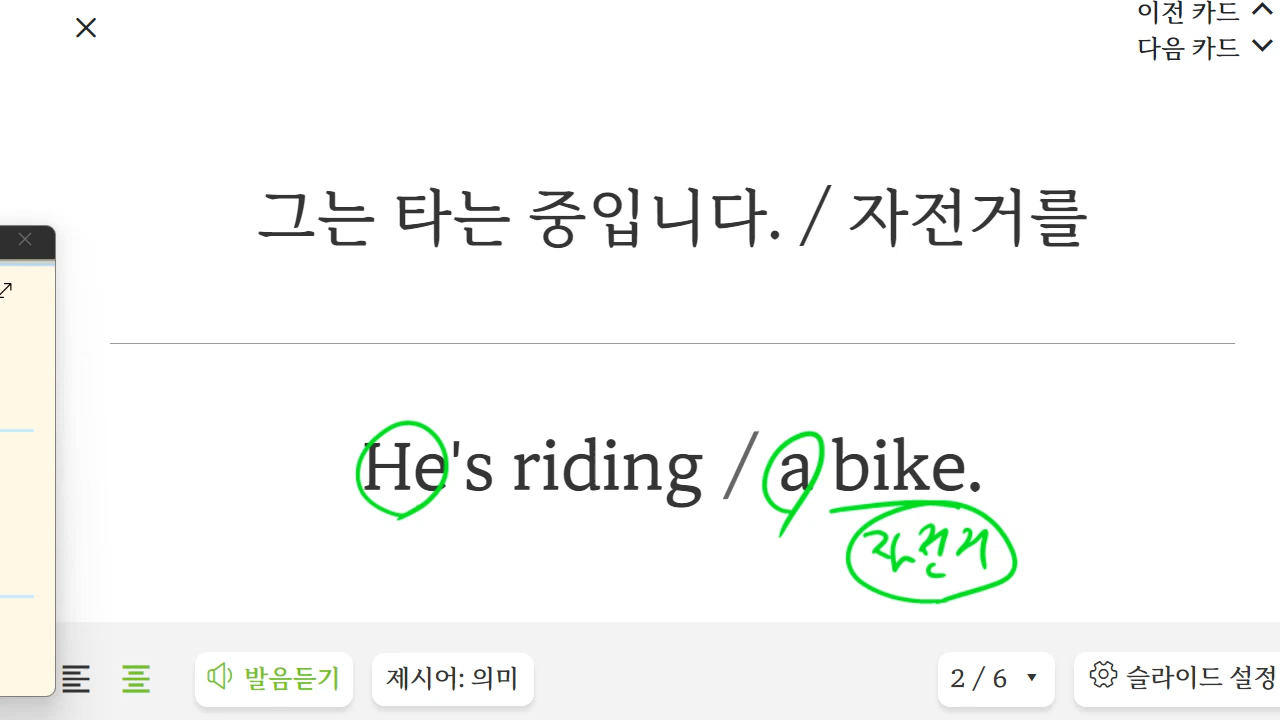 이전 카드
다음 카드
그는 타는 중입니다. / 자전거를
He's riding / a bike.
자전거
발음듣기
제시어: 의미
2 / 6
슬라이드 설정